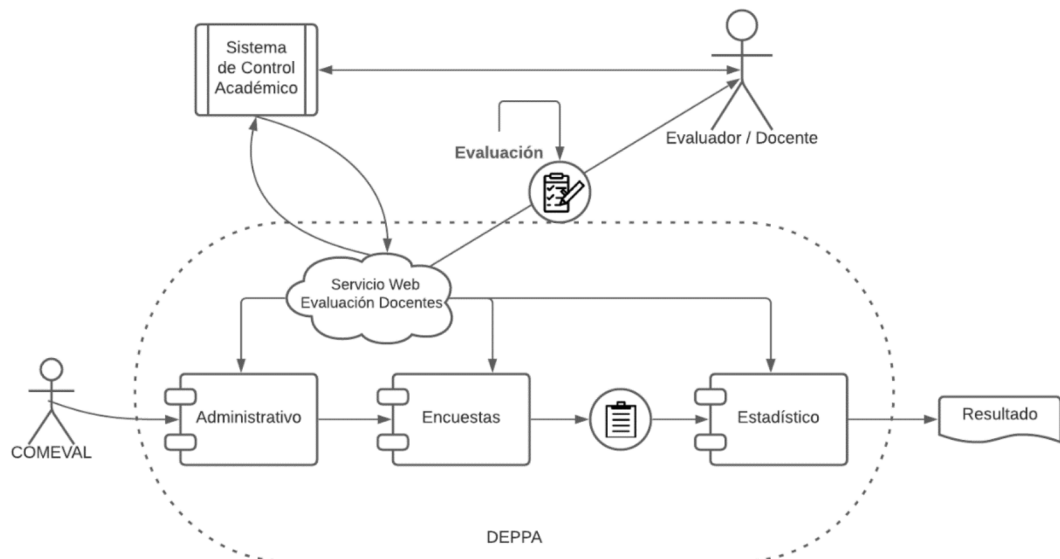 Sistema
de Control
Académico
Evaluador / Docente
Evaluación
Servicio Web
Evaluación Docentes
COMEVAL
Administrativo
Encuestas
Estadístico
Resultado
DEPPA